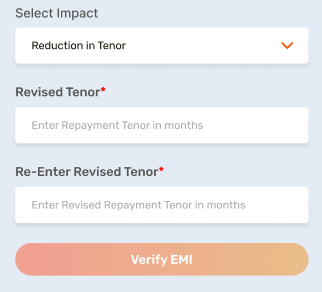 Select Impact
Reduction in Tenor
Revised Tenor*
Enter Repayment Tenor in months
Re-Enter Revised Tenor*
Enter Revised Repayment Tenor in months
Verify EMI